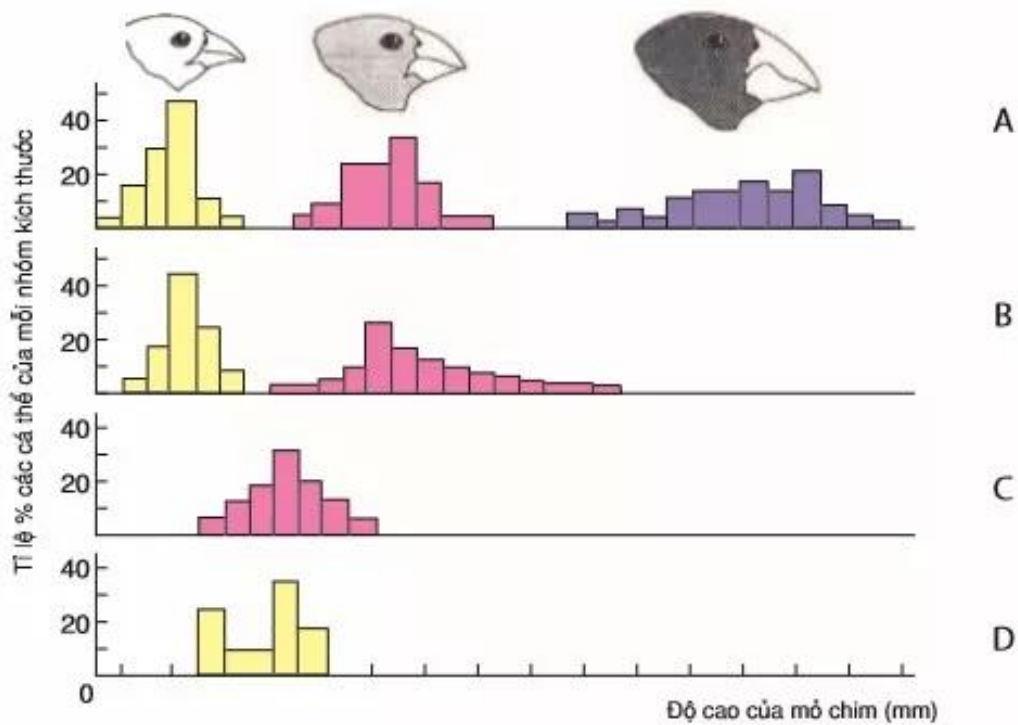 Tỉ lệ % các cá thể của mỗi nhóm kích thước
40
20
A
40
20
B
40
20
C
40
20
D
0
Độ cao của mỏ chim (mm)